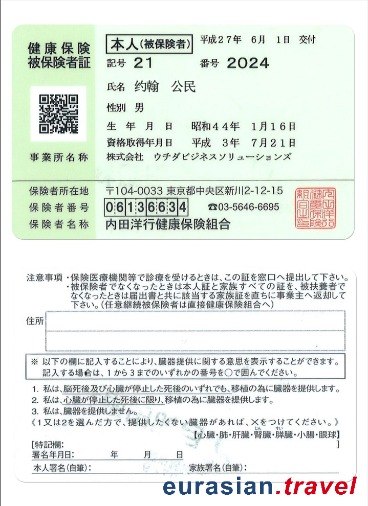 健康保険
被保険者証
本人(被保険者) 平成27年 6月 1日 交付
記号 21 番号 2024
氏名 约翰 公民
性別 男
生年月日 昭和44年 1月16日
資格取得年月日 平成 3年 7月21日
事業所名称 株式会社 ウチダビジネスソリューションズ
保険者所在地 〒104-0033 東京都中央区新川2-12-15
保険者番号 06136634 ☎03-5646-6695
保険者名称 内田洋行健康保険組合
注意事項・保険医療機関等で診療を受けるときは、この証を窓口へ提出して下さい。
・被保険者でなくなったときは本人証と家族すべての証を、被扶養者で
なくなったときは届出書と共に該当する家族証を直ちに事業主へ返却して
下さい。(任意継続被保険者は直接健康保険組合へ)
住所
※ 以下の欄に記入することにより、臓器提供に関する意思を表示することができます。
記入する場合は、1から3までのいずれかの番号を○で囲んでください。
1. 私は、脳死後及び心臓が停止した死後のいずれでも、移植の為に臓器を提供します。
2. 私は、心臓が停止した死後に限り、移植の為に臓器を提供します。
3. 私は、臓器を提供しません。
《1又は2を選んだ方で、提供したくない臓器があれば、×をつけてください。》
【心臓・肺・肝臓・腎臓・膵臓・小腸・眼球】
[特記欄: ]
署名年月日: 年 月 日
本人署名(自筆): 家族署名(自筆):
eurasian.travel